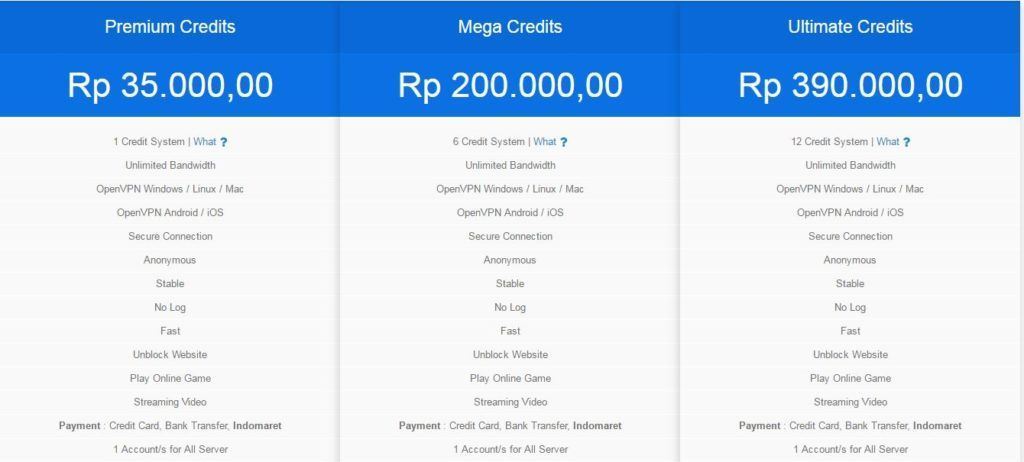 Premium Credits
Rp 35.000,00
1 Credit System | What ?
Unlimited Bandwidth
OpenVPN Windows / Linux / Mac
OpenVPN Android / iOS
Secure Connection
Anonymous
Stable
No Log
Fast
Unblock Website
Play Online Game
Streaming Video
Payment : Credit Card, Bank Transfer, Indomaret
1 Account/s for All Server
Mega Credits
Rp 200.000,00
6 Credit System | What ?
Unlimited Bandwidth
OpenVPN Windows / Linux / Mac
OpenVPN Android / iOS
Secure Connection
Anonymous
Stable
No Log
Fast
Unblock Website
Play Online Game
Streaming Video
Payment : Credit Card, Bank Transfer, Indomaret
1 Account/s for All Server
Ultimate Credits
Rp 390.000,00
12 Credit System | What ?
Unlimited Bandwidth
OpenVPN Windows / Linux / Mac
OpenVPN Android / iOS
Secure Connection
Anonymous
Stable
No Log
Fast
Unblock Website
Play Online Game
Streaming Video
Payment : Credit Card, Bank Transfer, Indomaret
1 Account/s for All Server